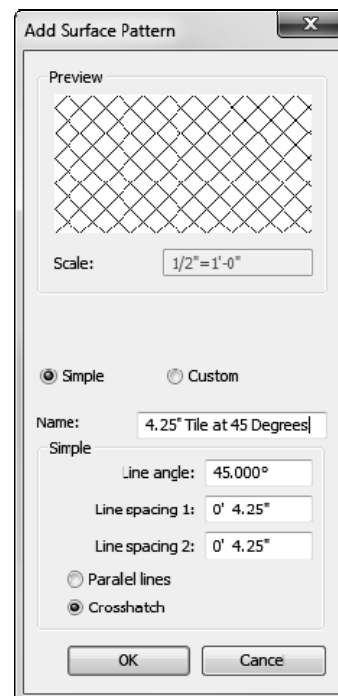 Add Surface Pattern
X
Preview
Scale: 1/2"=1'-0"
Simple Custom
Name: 4.25" Tile at 45 Degrees
Simple
Line angle: 45.000°
Line spacing 1: 0' 4.25"
Line spacing 2: 0' 4.25"
Paralel lines
Crosshatch
OK Cancel